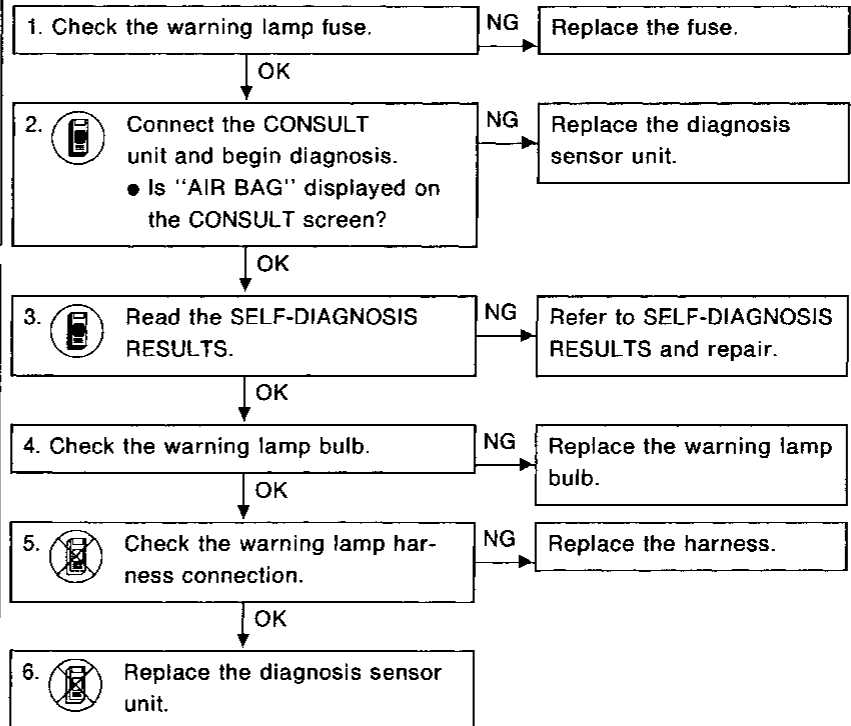 1. Check the warning lamp fuse.
NG
Replace the fuse.
OK
2. Connect the CONSULT
unit and begin diagnosis.
● Is "AIR BAG" displayed on
the CONSULT screen?
NG
Replace the diagnosis
sensor unit.
OK
3. Read the SELF-DIAGNOSIS
RESULTS.
NG
Refer to SELF-DIAGNOSIS
RESULTS and repair.
OK
4. Check the warning lamp bulb.
NG
Replace the warning lamp
bulb.
OK
5. Check the warning lamp har-
ness connection.
NG
Replace the harness.
OK
6. Replace the diagnosis sensor
unit.